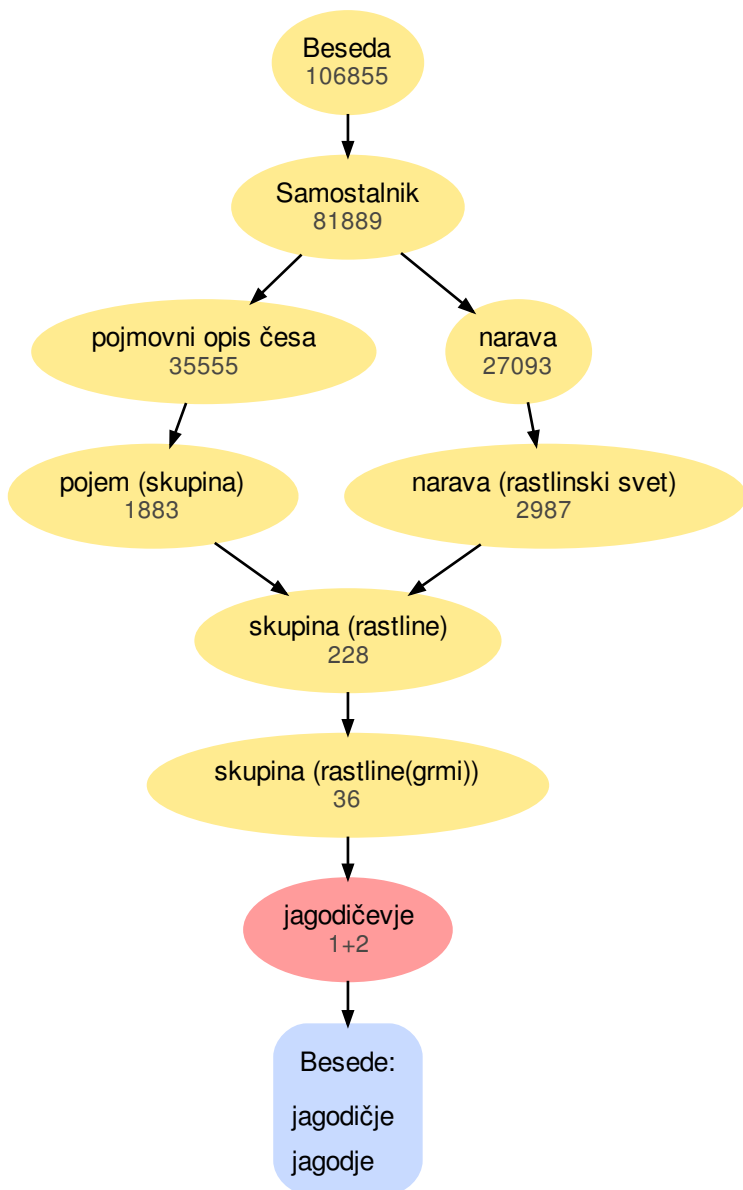 Beseda
106855
Samostalnik
81889
pojmovni opis česa
35555
narava
27093
pojem (skupina)
1883
narava (rastlinski svet)
2987
skupina (rastline)
228
skupina (rastline(grmi))
36
jagodičevje
1+2
Besede:
jagodičje
jagodje